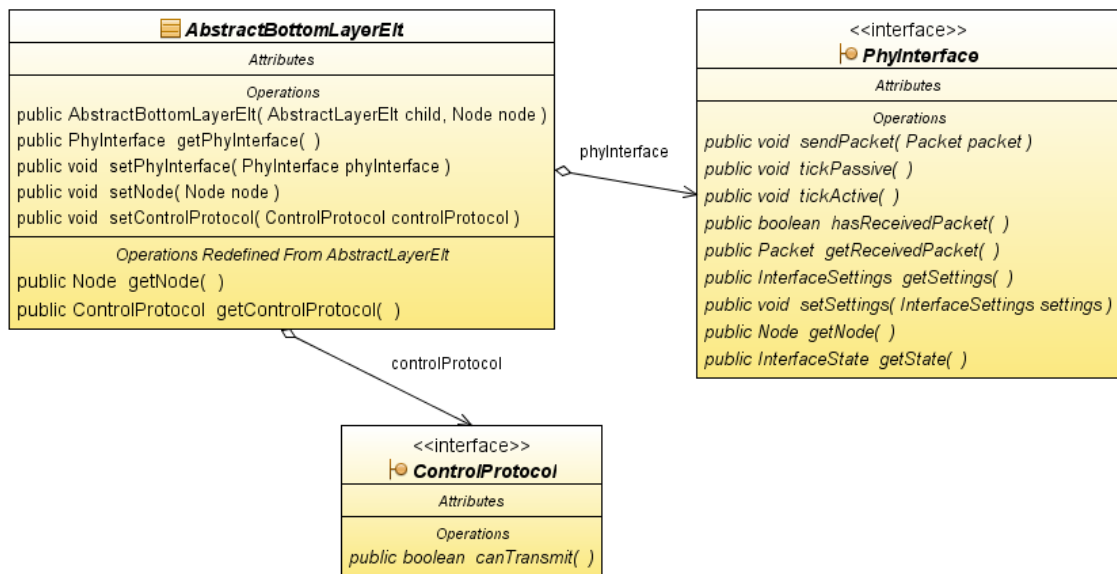 AbstractBottomLayerElt
Attributes
Operations
public AbstractBottomLayerElt( AbstractLayerElt child, Node node )
public PhyInterface getPhyInterface( )
public void setPhyInterface( PhyInterface phyInterface )
public void setNode( Node node )
public void setControlProtocol( ControlProtocol controlProtocol )
Operations Redefined From AbstractLayerElt
public Node getNode( )
public ControlProtocol getControlProtocol( )
phyInterface
<<interface>>
PhyInterface
Attributes
Operations
public void sendPacket( Packet packet )
public void tickPassive( )
public void tickActive( )
public boolean hasReceivedPacket( )
public Packet getReceivedPacket( )
public InterfaceSettings getSettings( )
public void setSettings( InterfaceSettings settings )
public Node getNode( )
public InterfaceState getState( )
controlProtocol
<<interface>>
ControlProtocol
Attributes
Operations
public boolean canTransmit( )